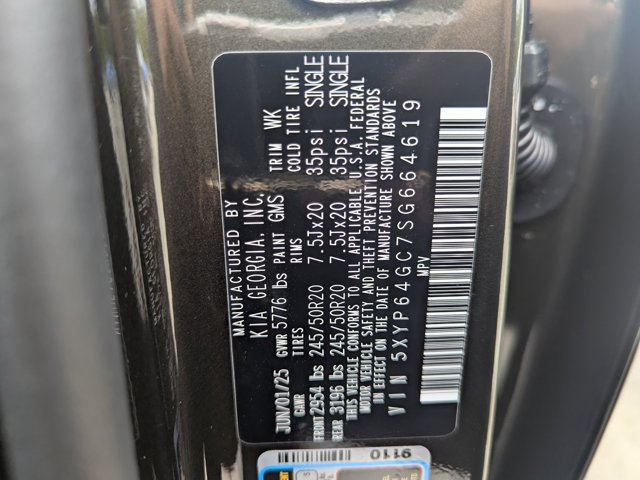 MANUFACTURED BY
KIA GEORGIA, INC.
JUN/01/25 GVWR 5776 lbs PAINT GMS TRIM WK
GAWR TIRES RIMS COLD TIRE INFL
FRONT 2954 lbs 245/50R20 7.5Jx20 35psi SINGLE
REAR 3196 lbs 245/50R20 7.5Jx20 35psi SINGLE
THIS VEHICLE CONFORMS TO ALL APPLICABLE U.S.A. FEDERAL
MOTOR VEHICLE SAFETY AND THEFT PREVENTION STANDARDS
IN EFFECT ON THE DATE OF MANUFACTURE SHOWN ABOVE
VIN 5XYP64GC7SG664619
MPV
9110